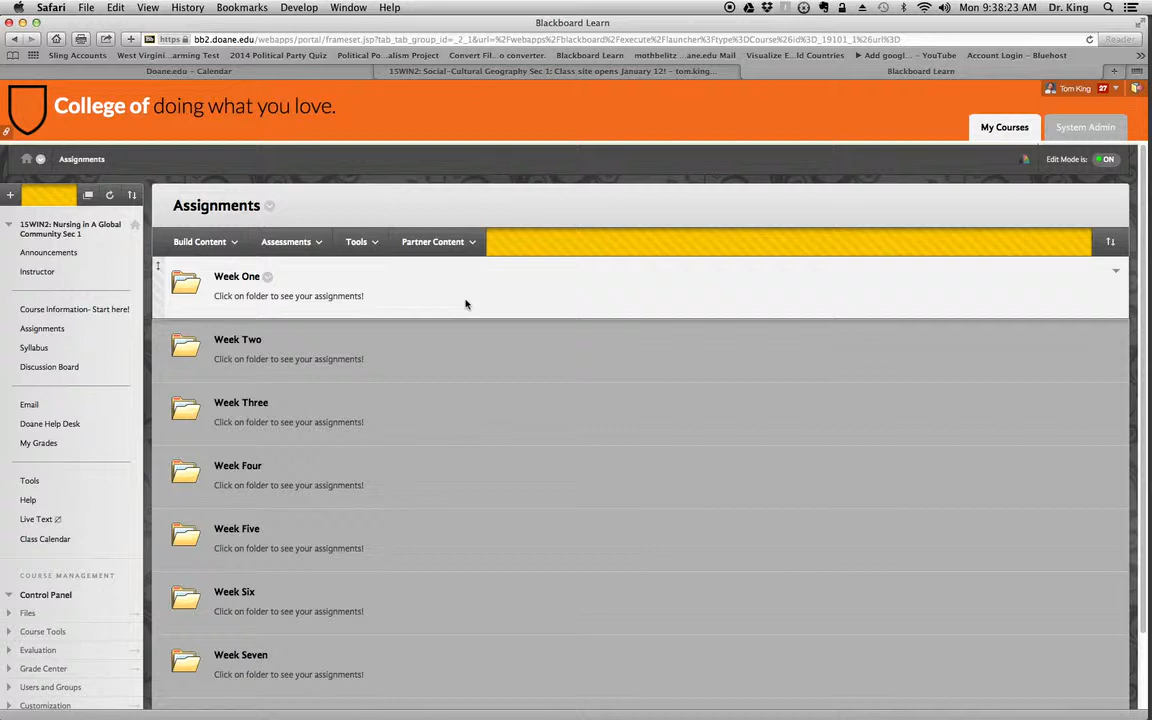 Safari File Edit View History Bookmarks Develop Window Help Mon 9:38:23 AM Dr. King
Blackboard Learn
https bb2.doane.edu/webapps/portal/frameset.jsp?tab_tab_group_id=_2_1&url=%2Fwebapps%2Fblackboard%2Fexecute%2Flauncher%3Ftype%3DCourse%26id%3D_19101_1%26url%3D Reader
Sling Accounts West Virgini...arming Test 2014 Political Party Quiz Political Po...alism Project Convert Fil... converter. Blackboard Learn mothbelitz...ane.edu Mail Visualize E...ld Countries Add googl... - YouTube Account Login - Bluehost
Doane.edu – Calendar 15WIN2: Social-Cultural Geography Sec 1: Class site opens January 12! – tom.king... Blackboard Learn
Tom King 27
College of doing what you love.
My Courses System Admin
Assignments Edit Mode is: ON
Assignments
Build Content Assessments Tools Partner Content
15WIN2: Nursing in A Global
Community Sec 1
Announcements
Instructor
Course Information- Start here!
Assignments
Syllabus
Discussion Board
Email
Doane Help Desk
My Grades
Tools
Help
Live Text
Class Calendar
COURSE MANAGEMENT
Control Panel
Files
Course Tools
Evaluation
Grade Center
Users and Groups
Customization
Week One
Click on folder to see your assignments!
Week Two
Click on folder to see your assignments!
Week Three
Click on folder to see your assignments!
Week Four
Click on folder to see your assignments!
Week Five
Click on folder to see your assignments!
Week Six
Click on folder to see your assignments!
Week Seven
Click on folder to see your assignments!